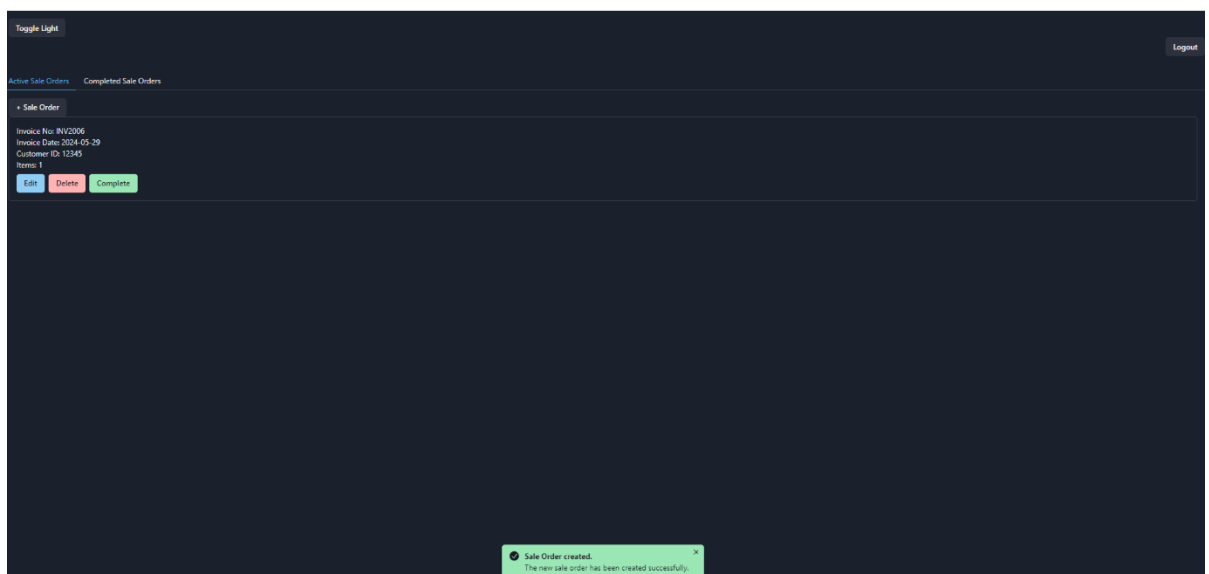 Toggle Light
Logout
Active Sale Orders Completed Sale Orders
+ Sale Order
Invoice No: INV2006
Invoice Date: 2024-05-29
Customer ID: 12345
Items: 1
Edit Delete Complete
Sale Order created.
The new sale order has been created successfully.